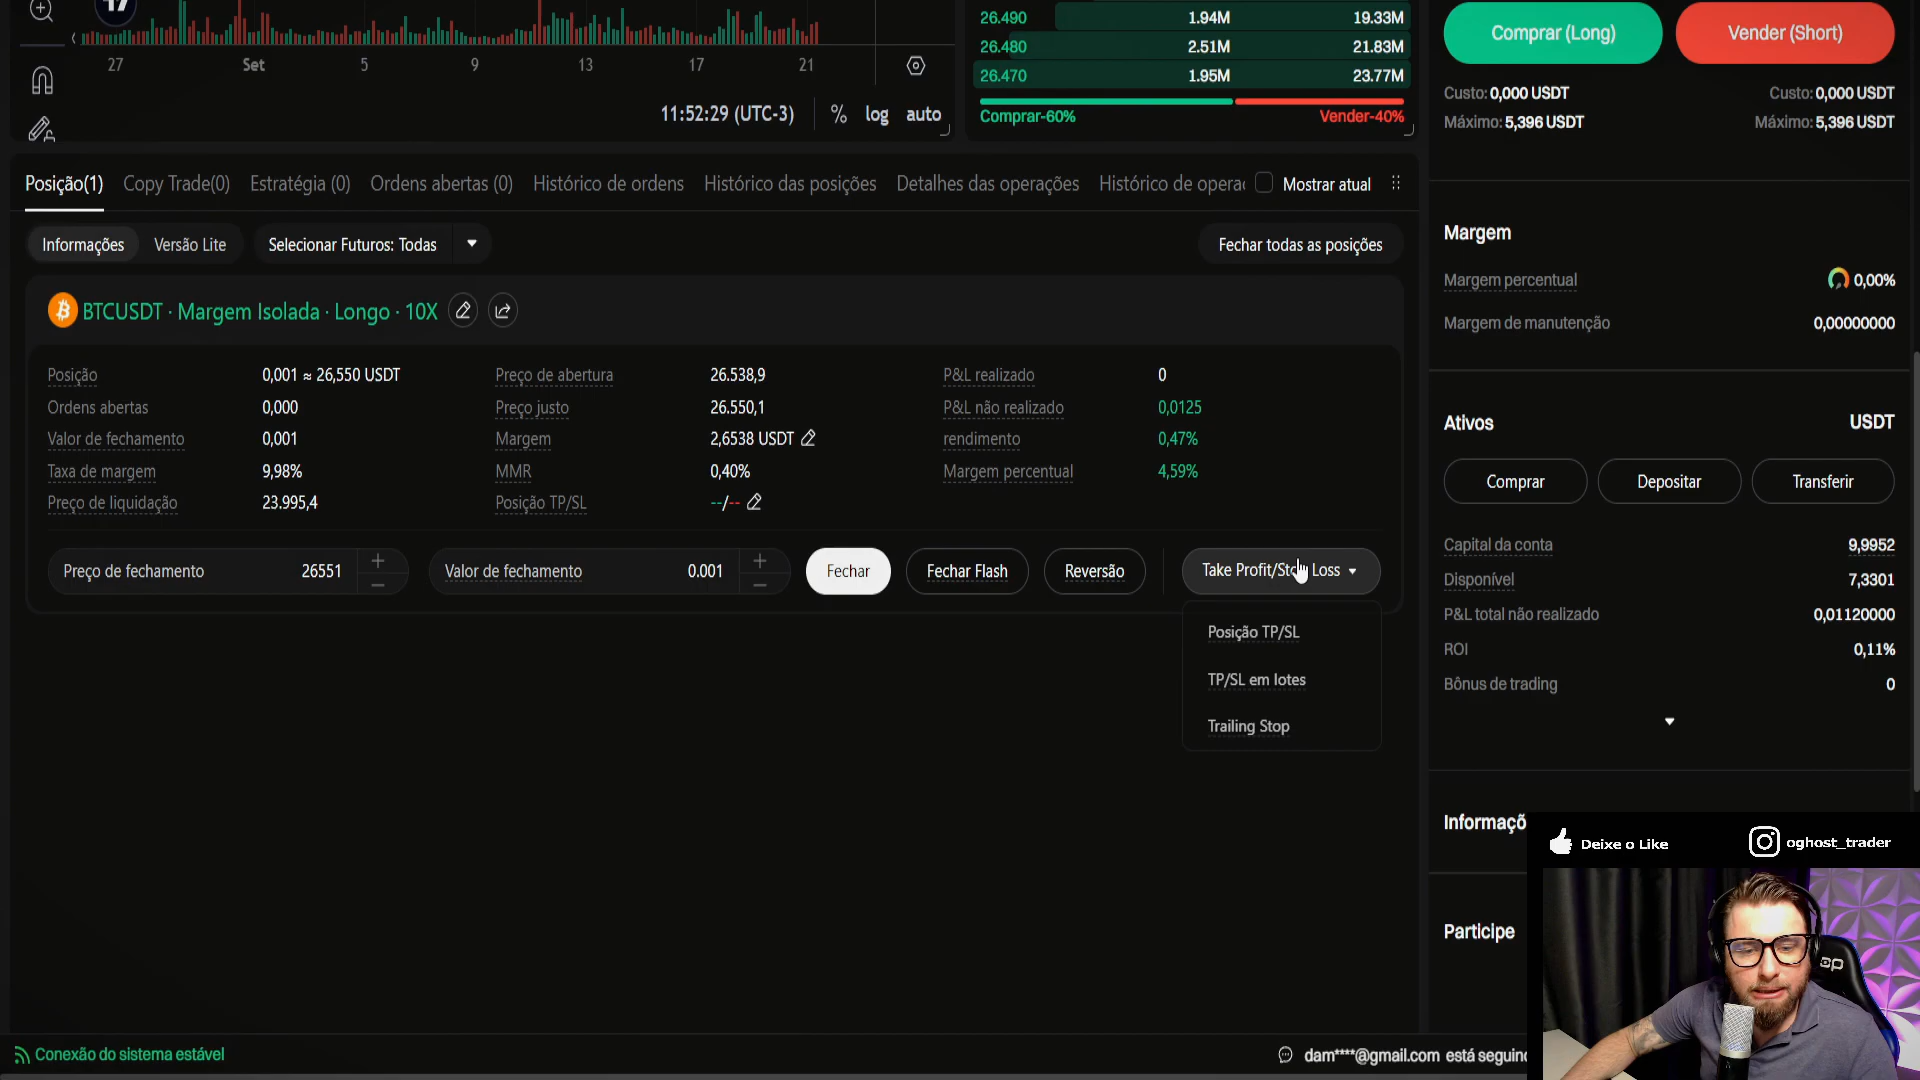 27 Set 5 9 13 17 21
11:52:29 (UTC-3) % log auto
26.490 1.94M 19.33M
26.480 2.51M 21.83M
26.470 1.95M 23.77M
Comprar-60% Vender-40%
Comprar (Long) Vender (Short)
Custo: 0,000 USDT Custo: 0,000 USDT
Máximo: 5,396 USDT Máximo: 5,396 USDT
Posição(1) Copy Trade(0) Estratégia (0) Ordens abertas (0) Histórico de ordens Histórico das posições Detalhes das operações Histórico de opera Mostrar atual
Informações Versão Lite Selecionar Futuros: Todas Fechar todas as posições
BTCUSDT · Margem Isolada · Longo · 10X
Posição 0,001 ≈ 26,550 USDT Preço de abertura 26.538,9 P&L realizado 0
Ordens abertas 0,000 Preço justo 26.550,1 P&L não realizado 0,0125
Valor de fechamento 0,001 Margem 2,6538 USDT rendimento 0,47%
Taxa de margem 9,98% MMR 0,40% Margem percentual 4,59%
Preço de liquidação 23.995,4 Posição TP/SL --/--
Preço de fechamento 26551 + − Valor de fechamento 0.001 + − Fechar Fechar Flash Reversão Take Profit/Stop Loss
Posição TP/SL
TP/SL em lotes
Trailing Stop
Margem
Margem percentual 0,00%
Margem de manutenção 0,00000000
Ativos USDT
Comprar Depositar Transferir
Capital da conta 9,9952
Disponível 7,3301
P&L total não realizado 0,01120000
ROI 0,11%
Bônus de trading 0
Informaçõ
Deixe o Like oghost_trader
Participe
Conexão do sistema estável dam****@gmail.com está seguind